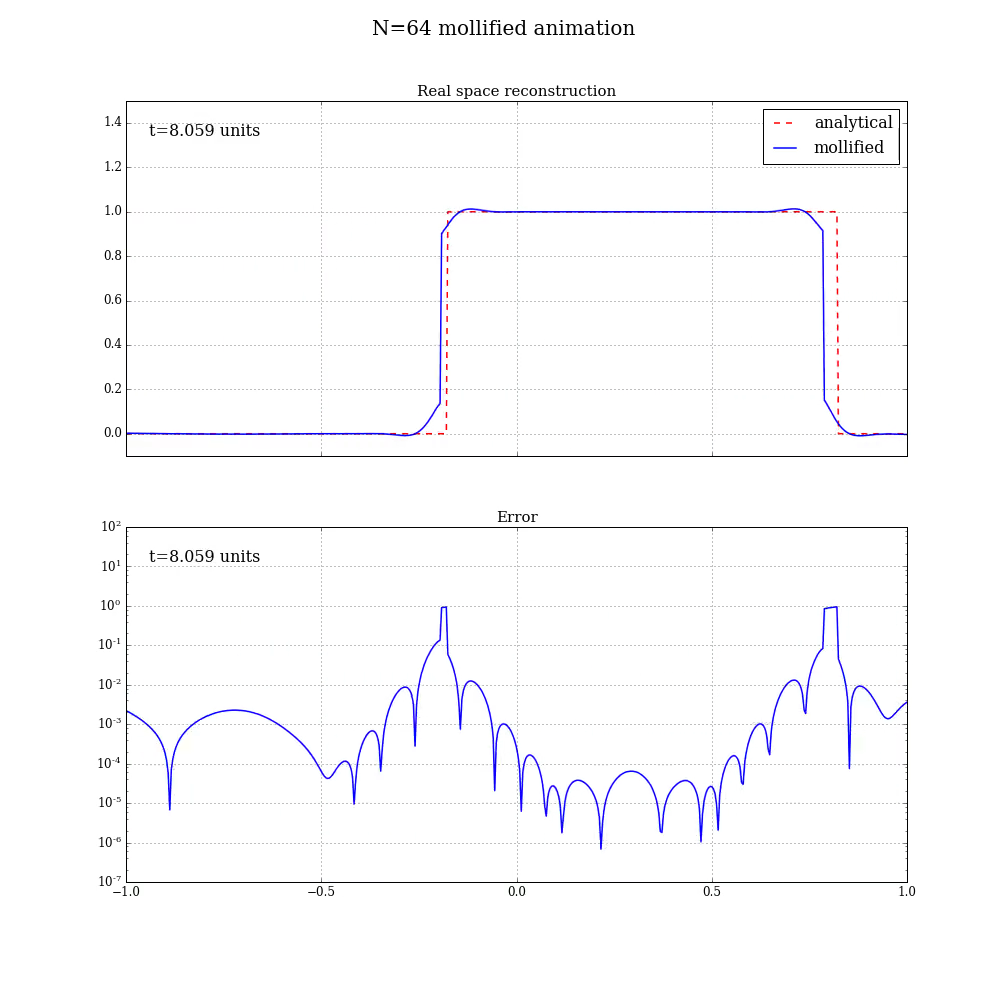 N=64 mollified animation
Real space reconstruction
t=8.059 units
analytical
mollified
1.4
1.2
1.0
0.8
0.6
0.4
0.2
0.0
Error
t=8.059 units
10²
10¹
10⁰
10⁻¹
10⁻²
10⁻³
10⁻⁴
10⁻⁵
10⁻⁶
10⁻⁷
−1.0 −0.5 0.0 0.5 1.0